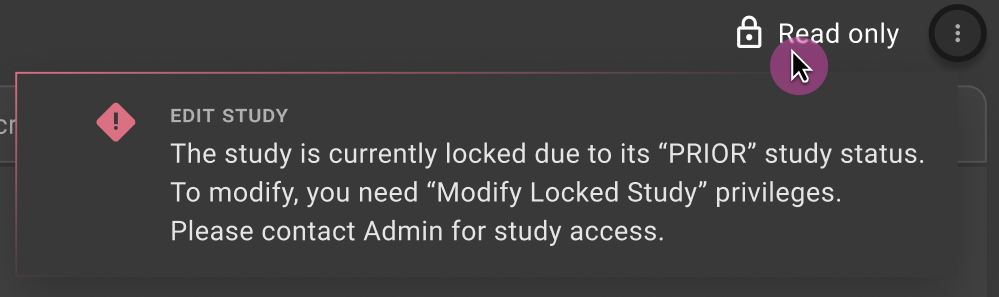 Read only
EDIT STUDY
The study is currently locked due to its “PRIOR” study status.
To modify, you need “Modify Locked Study” privileges.
Please contact Admin for study access.